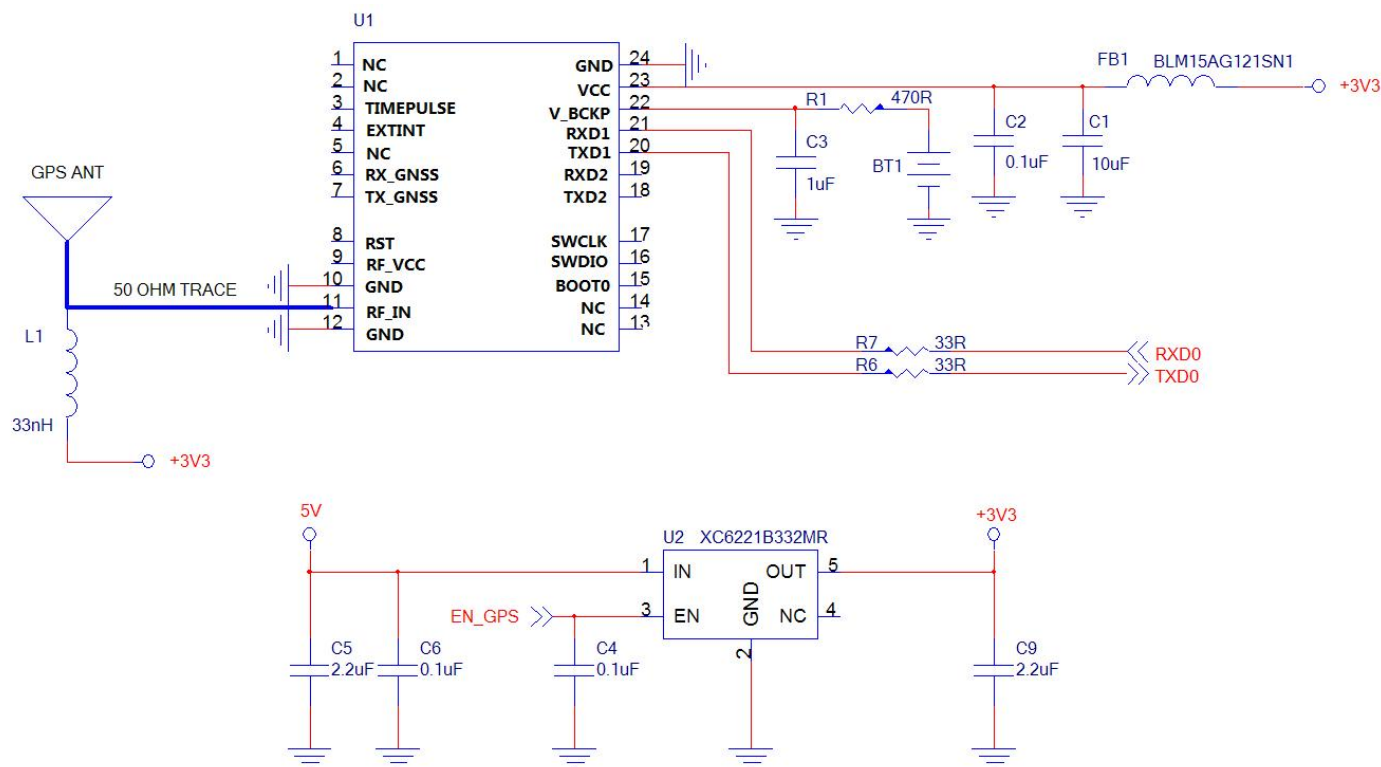 U1
1 NC
2 NC
3 TIMEPULSE
4 EXTINT
5 NC
6 RX_GNSS
7 TX_GNSS
8 RST
9 RF_VCC
10 GND
11 RF_IN
12 GND
GND 24
VCC 23
V_BCKP 22
RXD1 21
TXD1 20
RXD2 19
TXD2 18
SWCLK 17
SWDIO 16
BOOT0 15
NC 14
NC 13
FB1 BLM15AG121SN1
+3V3
R1 470R
C3
1uF
BT1
C2
0.1uF
C1
10uF
GPS ANT
50 OHM TRACE
L1
33nH
+3V3
R7 33R
RXD0
R6 33R
TXD0
5V
U2 XC6221B332MR
+3V3
1 IN
OUT 5
EN_GPS
3 EN
GND
NC 4
2
C5
2.2uF
C6
0.1uF
C4
0.1uF
C9
2.2uF